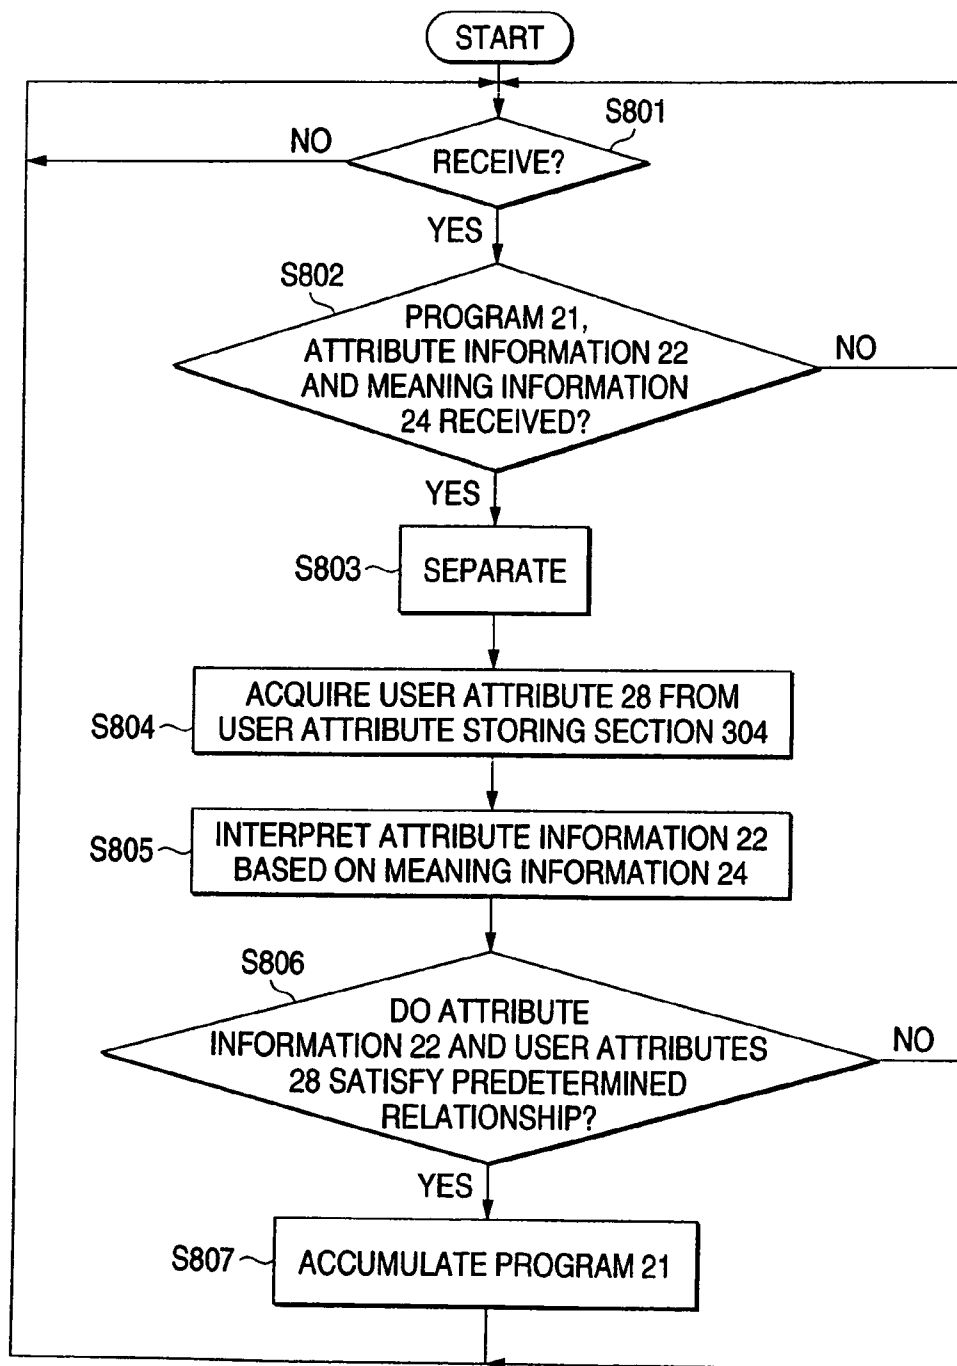 START
S801
NO
RECEIVE?
YES
S802
PROGRAM 21,
ATTRIBUTE INFORMATION 22
AND MEANING INFORMATION
24 RECEIVED?
NO
YES
S803
SEPARATE
S804
ACQUIRE USER ATTRIBUTE 28 FROM
USER ATTRIBUTE STORING SECTION 304
S805
INTERPRET ATTRIBUTE INFORMATION 22
BASED ON MEANING INFORMATION 24
S806
DO ATTRIBUTE
INFORMATION 22 AND USER ATTRIBUTES
28 SATISFY PREDETERMINED
RELATIONSHIP?
NO
YES
S807
ACCUMULATE PROGRAM 21